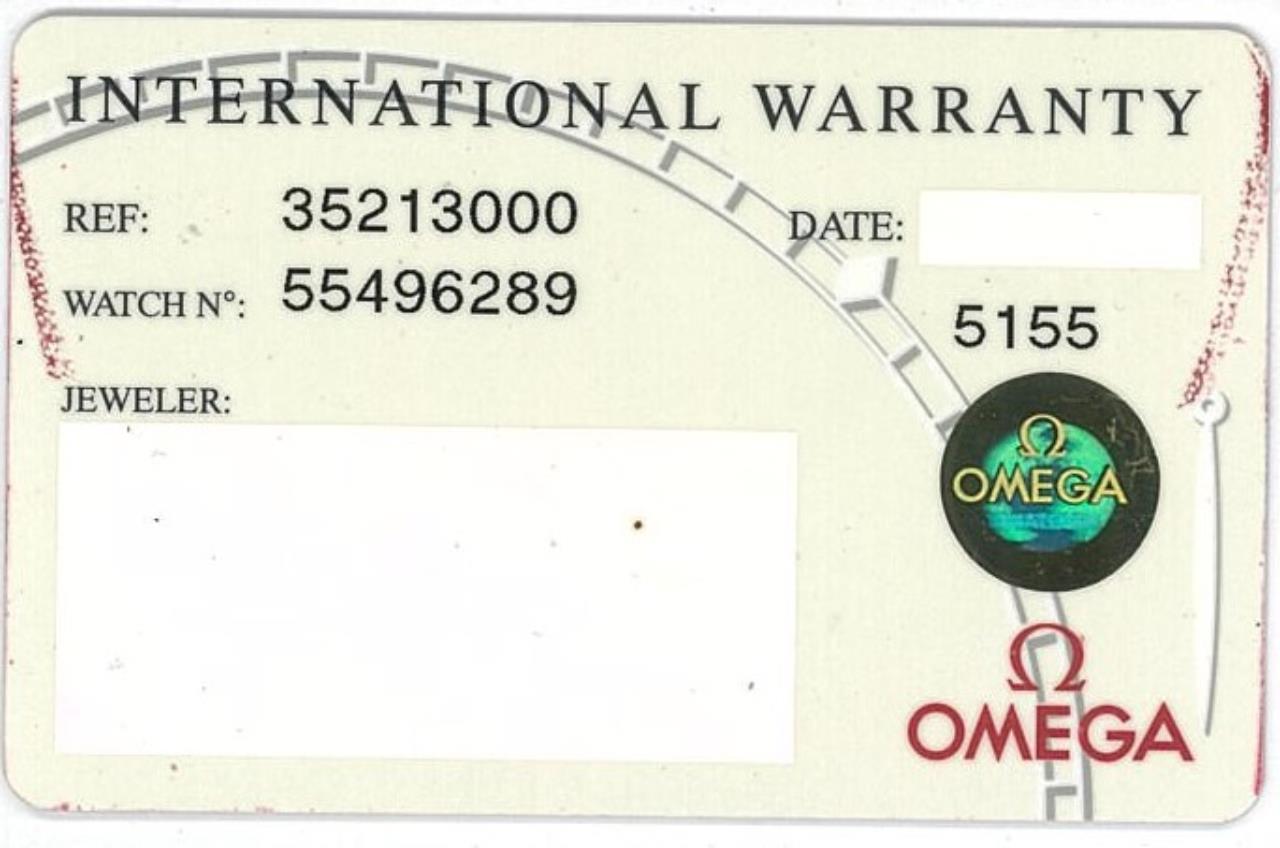 INTERNATIONAL WARRANTY
REF: 35213000
DATE:
WATCH N°: 55496289
5155
JEWELER:
Ω
OMEGA
Ω
OMEGA